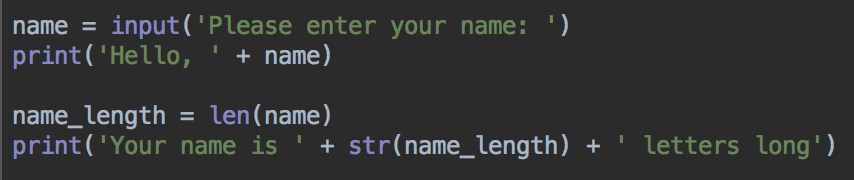 name = input('Please enter your name: ')
print('Hello, ' + name)
name_length = len(name)
print('Your name is ' + str(name_length) + ' letters long')